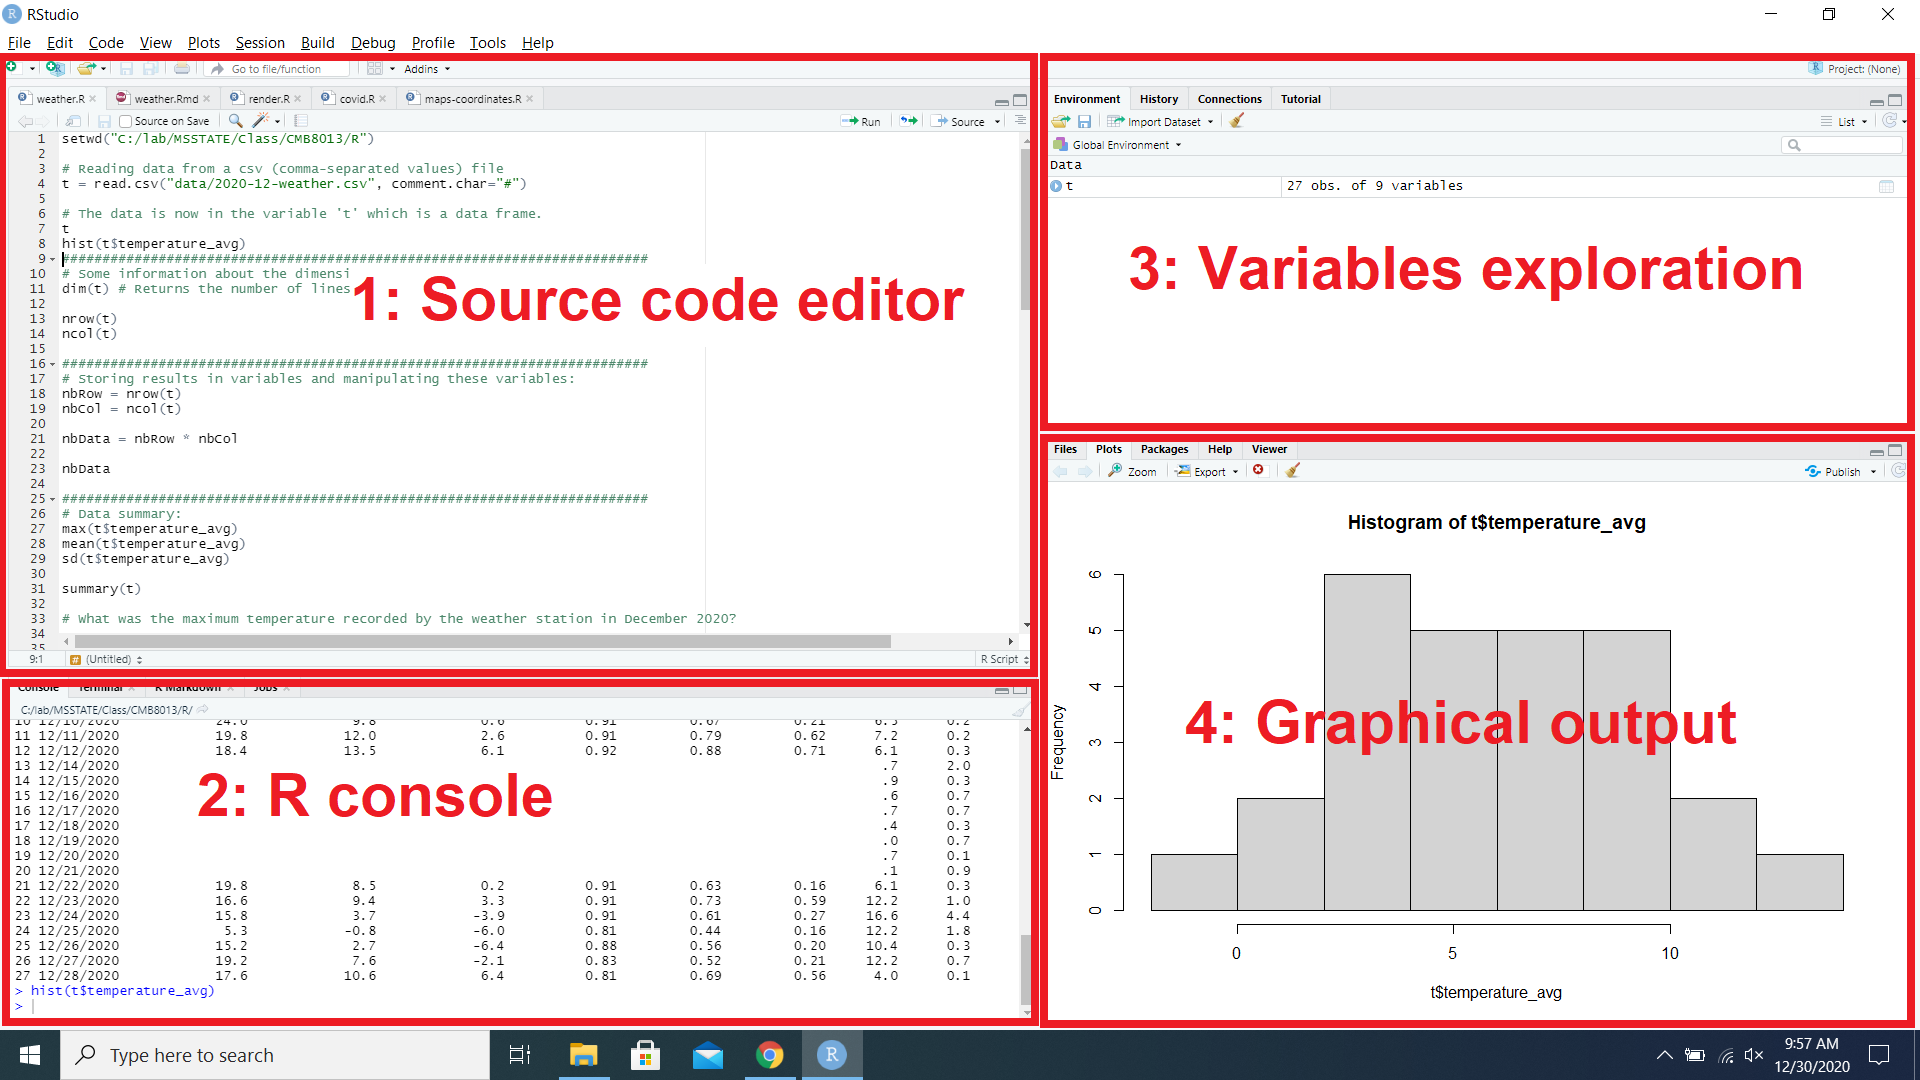 RStudio
File Edit Code View Plots Session Build Debug Profile Tools Help
Go to file/function Addins
weather.R weather.Rmd render.R covid.R maps-coordinates.R
Source on Save Run Source
1 setwd("C:/lab/MSSTATE/Class/CMB8013/R")
2
3 # Reading data from a csv (comma-separated values) file
4 t = read.csv("data/2020-12-weather.csv", comment.char="#")
5
6 # The data is now in the variable 't' which is a data frame.
7 t
8 hist(t$temperature_avg)
9 #########################################################################
10 # Some information about the dimensi
11 dim(t) # Returns the number of lines
12
13 nrow(t)
14 ncol(t)
15
16 #########################################################################
17 # Storing results in variables and manipulating these variables:
18 nbRow = nrow(t)
19 nbCol = ncol(t)
20
21 nbData = nbRow * nbCol
22
23 nbData
24
25 #########################################################################
26 # Data summary:
27 max(t$temperature_avg)
28 mean(t$temperature_avg)
29 sd(t$temperature_avg)
30
31 summary(t)
32
33 # What was the maximum temperature recorded by the weather station in December 2020?
34
35
9:1 (Untitled) R Script
1: Source code editor
Console Terminal R Markdown Jobs
C:/lab/MSSTATE/Class/CMB8013/R/
10 12/10/2020 24.0 9.8 0.6 0.91 0.67 0.21 6.5 0.2
11 12/11/2020 19.8 12.0 2.6 0.91 0.79 0.62 7.2 0.2
12 12/12/2020 18.4 13.5 6.1 0.92 0.88 0.71 6.1 0.3
13 12/14/2020 .7 2.0
14 12/15/2020 .9 0.3
15 12/16/2020 .6 0.7
16 12/17/2020 .7 0.7
17 12/18/2020 .4 0.3
18 12/19/2020 .0 0.7
19 12/20/2020 .7 0.1
20 12/21/2020 .1 0.9
21 12/22/2020 19.8 8.5 0.2 0.91 0.63 0.16 6.1 0.3
22 12/23/2020 16.6 9.4 3.3 0.91 0.73 0.59 12.2 1.0
23 12/24/2020 15.8 3.7 -3.9 0.91 0.61 0.27 16.6 4.4
24 12/25/2020 5.3 -0.8 -6.0 0.81 0.44 0.16 12.2 1.8
25 12/26/2020 15.2 2.7 -6.4 0.88 0.56 0.20 10.4 0.3
26 12/27/2020 19.2 7.6 -2.1 0.83 0.52 0.21 12.2 0.7
27 12/28/2020 17.6 10.6 6.4 0.81 0.69 0.56 4.0 0.1
> hist(t$temperature_avg)
>
2: R console
Project: (None)
Environment History Connections Tutorial
Import Dataset List
Global Environment
Data
t 27 obs. of 9 variables
3: Variables exploration
Files Plots Packages Help Viewer
Zoom Export Publish
Histogram of t$temperature_avg
Frequency
6
5
4
3
2
1
0
0 5 10
t$temperature_avg
4: Graphical output
Type here to search
R
9:57 AM
12/30/2020